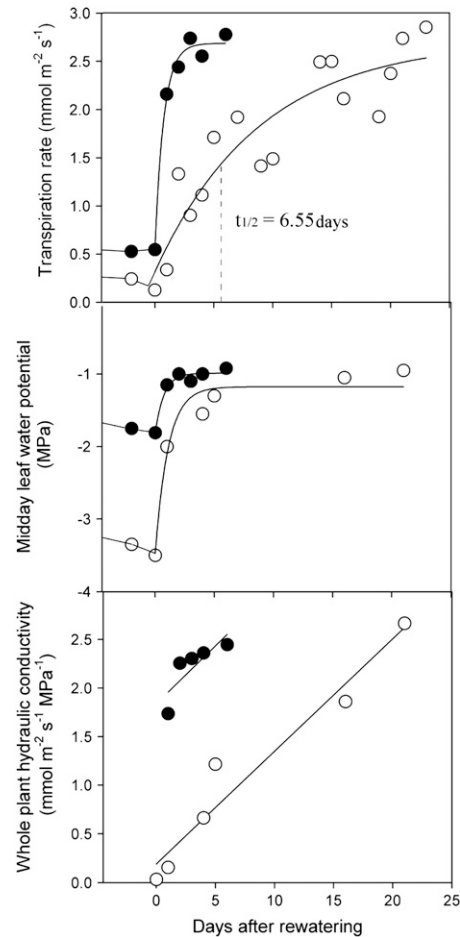 Transpiration rate (mmol m-2 s-1)
3.0
2.5
2.0
1.5
1.0
0.5
0.0
t1/2 = 6.55days
Midday leaf water potential
(MPa)
-1
-2
-3
-4
Whole plant hydraulic conductivity
(mmol m-2 s-1 MPa-1)
2.5
2.0
1.5
1.0
0.5
0.0
0 5 10 15 20 25
Days after rewatering